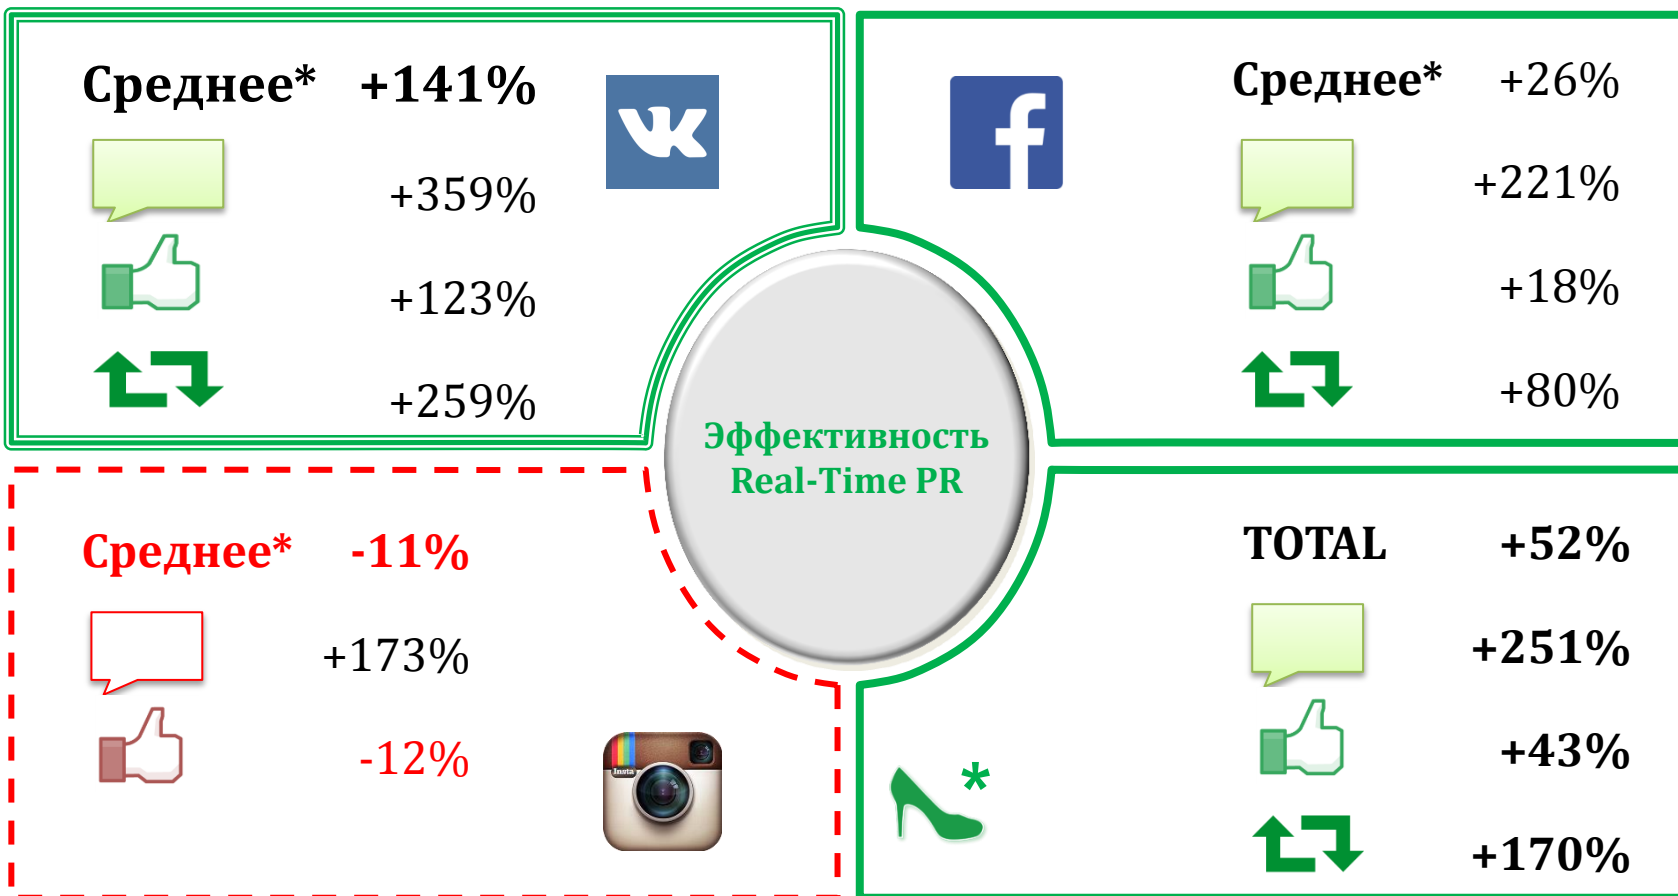 Среднее* +141%
+359%
+123%
+259%
Среднее* +26%
+221%
+18%
+80%
Эффективность
Real-Time PR
Среднее* -11%
+173%
-12%
Insta
TOTAL +52%
+251%
+43%
*
+170%